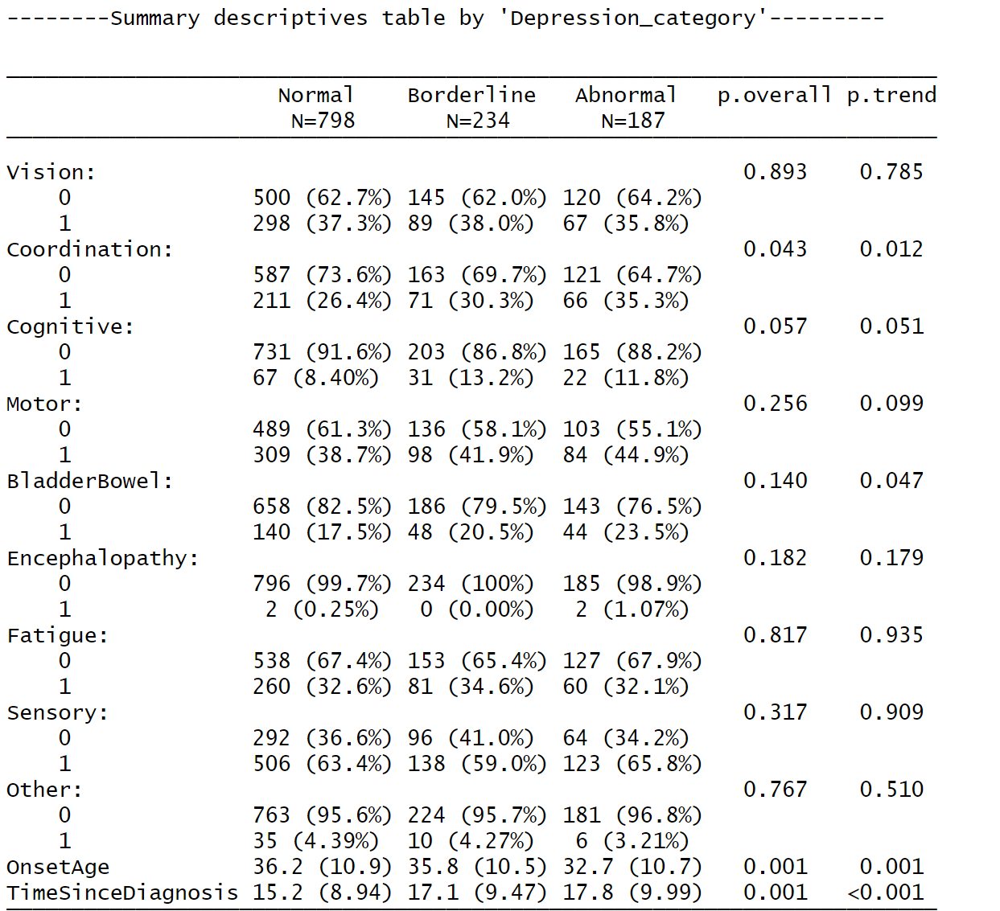 --------Summary descriptives table by 'Depression_category'---------
Normal Borderline Abnormal p.overall p.trend
N=798 N=234 N=187
Vision: 0.893 0.785
0 500 (62.7%) 145 (62.0%) 120 (64.2%)
1 298 (37.3%) 89 (38.0%) 67 (35.8%)
Coordination: 0.043 0.012
0 587 (73.6%) 163 (69.7%) 121 (64.7%)
1 211 (26.4%) 71 (30.3%) 66 (35.3%)
Cognitive: 0.057 0.051
0 731 (91.6%) 203 (86.8%) 165 (88.2%)
1 67 (8.40%) 31 (13.2%) 22 (11.8%)
Motor: 0.256 0.099
0 489 (61.3%) 136 (58.1%) 103 (55.1%)
1 309 (38.7%) 98 (41.9%) 84 (44.9%)
BladderBowel: 0.140 0.047
0 658 (82.5%) 186 (79.5%) 143 (76.5%)
1 140 (17.5%) 48 (20.5%) 44 (23.5%)
Encephalopathy: 0.182 0.179
0 796 (99.7%) 234 (100%) 185 (98.9%)
1 2 (0.25%) 0 (0.00%) 2 (1.07%)
Fatigue: 0.817 0.935
0 538 (67.4%) 153 (65.4%) 127 (67.9%)
1 260 (32.6%) 81 (34.6%) 60 (32.1%)
Sensory: 0.317 0.909
0 292 (36.6%) 96 (41.0%) 64 (34.2%)
1 506 (63.4%) 138 (59.0%) 123 (65.8%)
Other: 0.767 0.510
0 763 (95.6%) 224 (95.7%) 181 (96.8%)
1 35 (4.39%) 10 (4.27%) 6 (3.21%)
OnsetAge 36.2 (10.9) 35.8 (10.5) 32.7 (10.7) 0.001 0.001
TimeSinceDiagnosis 15.2 (8.94) 17.1 (9.47) 17.8 (9.99) 0.001 <0.001